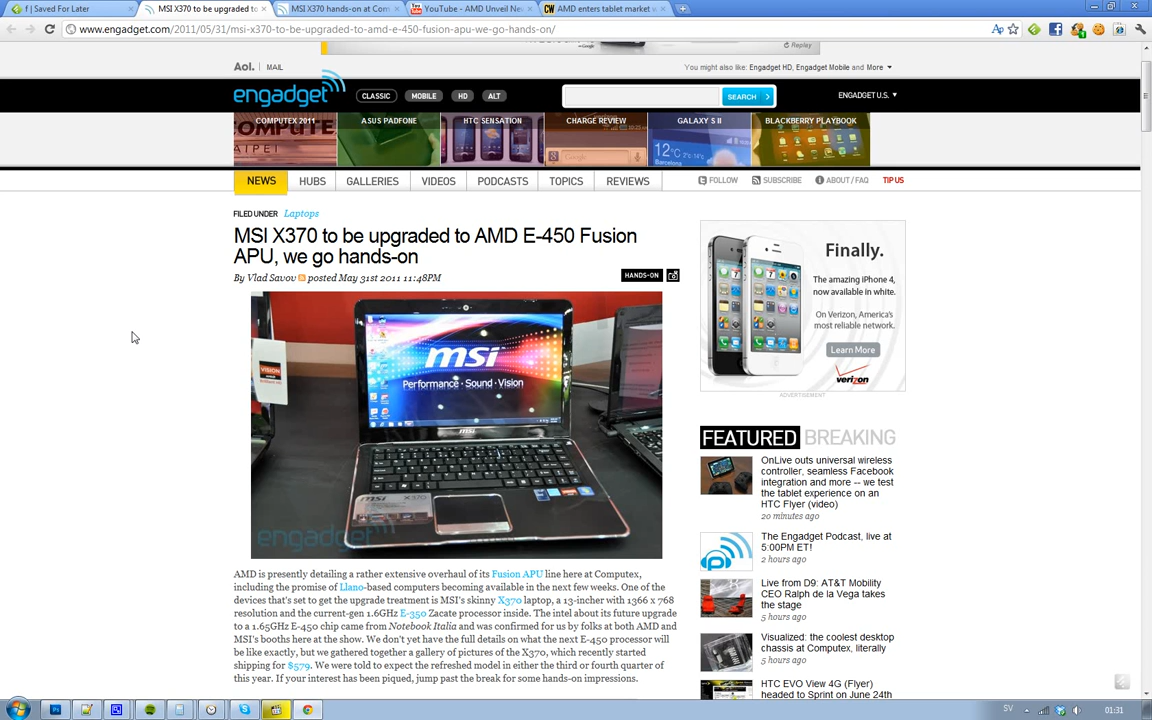 f | Saved For Later
MSI X370 to be upgraded to
MSI X370 hands-on at Com
YouTube - AMD Unveil Ne
AMD enters tablet market w
www.engadget.com/2011/05/31/msi-x370-to-be-upgraded-to-amd-e-450-fusion-apu-we-go-hands-on/
Replay
Aol. | MAIL
You might also like: Engadget HD, Engadget Mobile and More
engadget
CLASSIC MOBILE HD ALT
SEARCH
ENGADGET U.S.
COMPUTEX 2011 ASUS PADFONE HTC SENSATION CHARGE REVIEW GALAXY S II BLACKBERRY PLAYBOOK
NEWS HUBS GALLERIES VIDEOS PODCASTS TOPICS REVIEWS
FOLLOW SUBSCRIBE ABOUT / FAQ TIP US
FILED UNDER Laptops
MSI X370 to be upgraded to AMD E-450 Fusion
APU, we go hands-on
By Vlad Savov posted May 31st 2011 11:48PM
HANDS-ON
msi
Performance · Sound · Vision
msi
VISION
X370
engadget
AMD is presently detailing a rather extensive overhaul of its Fusion APU line here at Computex,
including the promise of Llano-based computers becoming available in the next few weeks. One of the
devices that's set to get the upgrade treatment is MSI's skinny X370 laptop, a 13-incher with 1366 x 768
resolution and the current-gen 1.6GHz E-350 Zacate processor inside. The intel about its future upgrade
to a 1.65GHz E-450 chip came from Notebook Italia and was confirmed for us by folks at both AMD and
MSI's booths here at the show. We don't yet have the full details on what the next E-450 processor will
be like exactly, but we gathered together a gallery of pictures of the X370, which recently started
shipping for $579. We were told to expect the refreshed model in either the third or fourth quarter of
this year. If your interest has been piqued, jump past the break for some hands-on impressions.
Finally.
The amazing iPhone 4,
now available in white.
On Verizon, America's
most reliable network.
Learn More
verizon
ADVERTISEMENT
FEATURED BREAKING
OnLive outs universal wireless
controller, seamless Facebook
integration and more -- we test
the tablet experience on an
HTC Flyer (video)
20 minutes ago
The Engadget Podcast, live at
5:00PM ET!
2 hours ago
Live from D9: AT&T Mobility
CEO Ralph de la Vega takes
the stage
5 hours ago
Visualized: the coolest desktop
chassis at Computex, literally
5 hours ago
HTC EVO View 4G (Flyer)
headed to Sprint on June 24th
SV
01:31